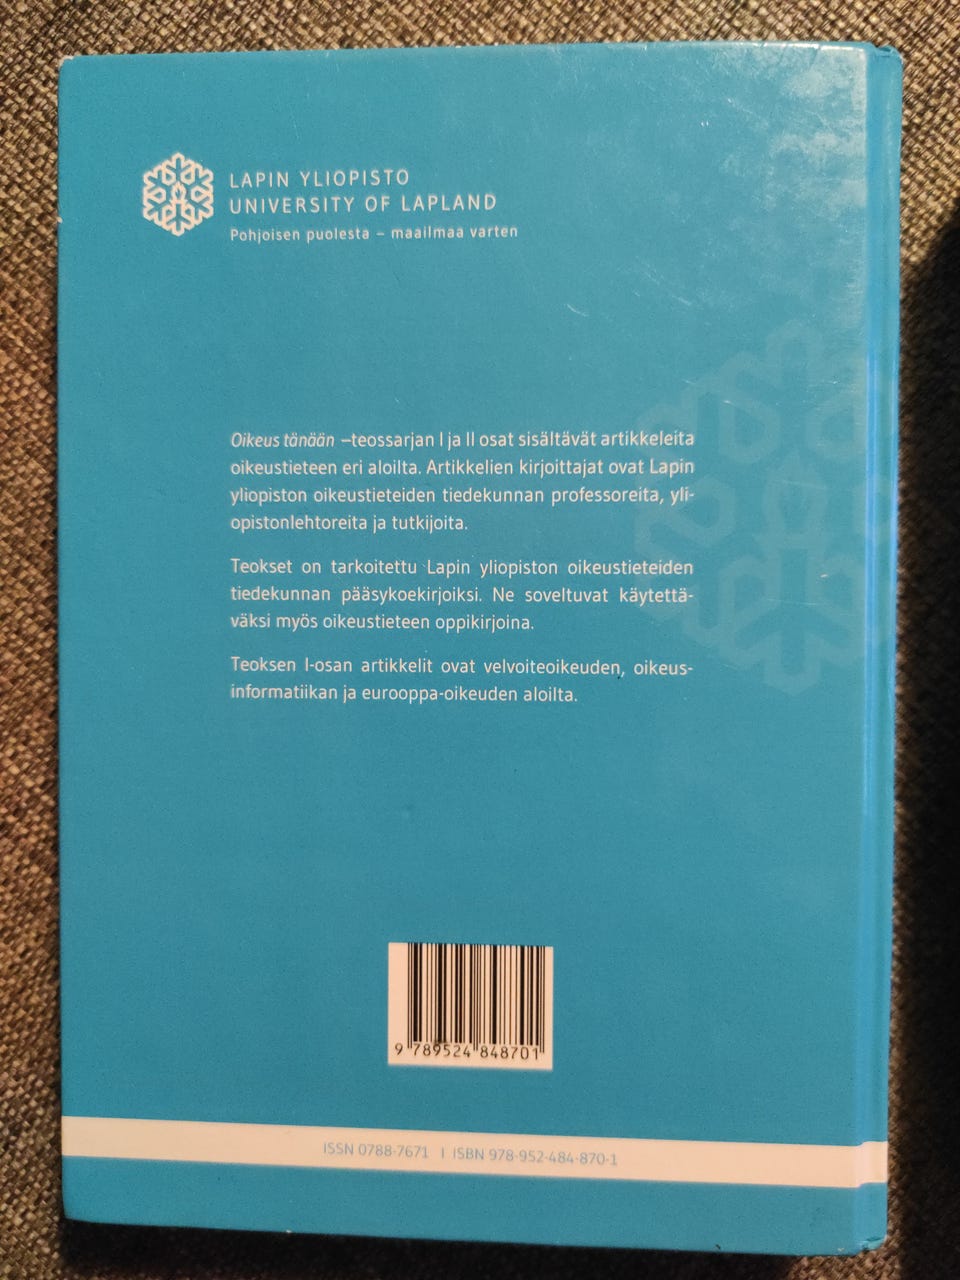 LAPIN YLIOPISTO
UNIVERSITY OF LAPLAND
Pohjoisen puolesta – maailmaa varten
Oikeus tänään –teossarjan I ja II osat sisältävät artikkeleita
oikeustieteen eri aloilta. Artikkelien kirjoittajat ovat Lapin
yliopiston oikeustieteiden tiedekunnan professoreita, yli-
opistonlehtoreita ja tutkijoita.
Teokset on tarkoitettu Lapin yliopiston oikeustieteiden
tiedekunnan pääsykoekirjoiksi. Ne soveltuvat käytettä-
väksi myös oikeustieteen oppikirjoina.
Teoksen I-osan artikkelit ovat velvoiteoikeuden, oikeus-
informatiikan ja eurooppa-oikeuden aloilta.
9 789524 848701
ISSN 0788-7671 I ISBN 978-952-484-870-1